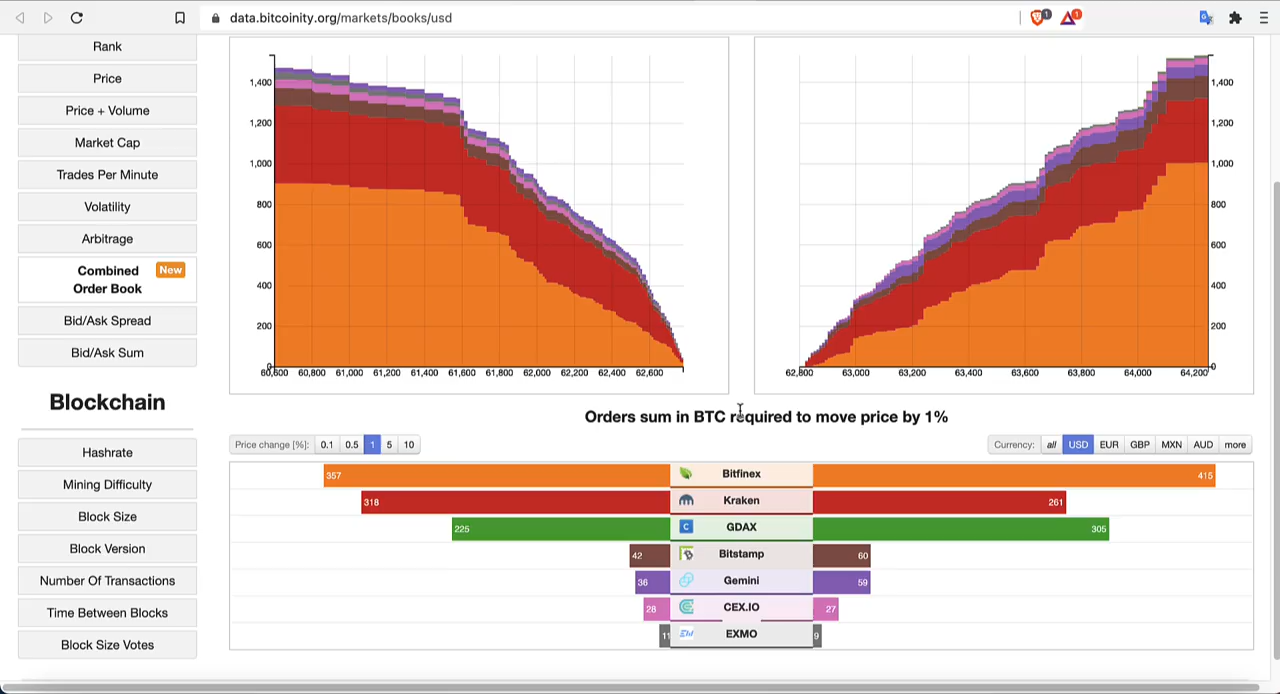 data.bitcoinity.org/markets/books/usd
1
1
Rank
Price
Price + Volume
Market Cap
Trades Per Minute
Volatility
Arbitrage
Combined
Order Book
New
Bid/Ask Spread
Bid/Ask Sum
Blockchain
Hashrate
Mining Difficulty
Block Size
Block Version
Number Of Transactions
Time Between Blocks
Block Size Votes
1,400
1,200
1,000
800
600
400
200
0
60,600 60,800 61,000 61,200 61,400 61,600 61,800 62,000 62,200 62,400 62,600
1,400
1,200
1,000
800
600
400
200
0
62,800 63,000 63,200 63,400 63,600 63,800 64,000 64,200
Orders sum in BTC required to move price by 1%
Price change [%]: 0.1 0.5 1 5 10
Currency: all USD EUR GBP MXN AUD more
357 Bitfinex 415
318 Kraken 261
225 C GDAX 305
42 Bitstamp 60
36 Gemini 59
28 CEX.IO 27
11 EXMO 9